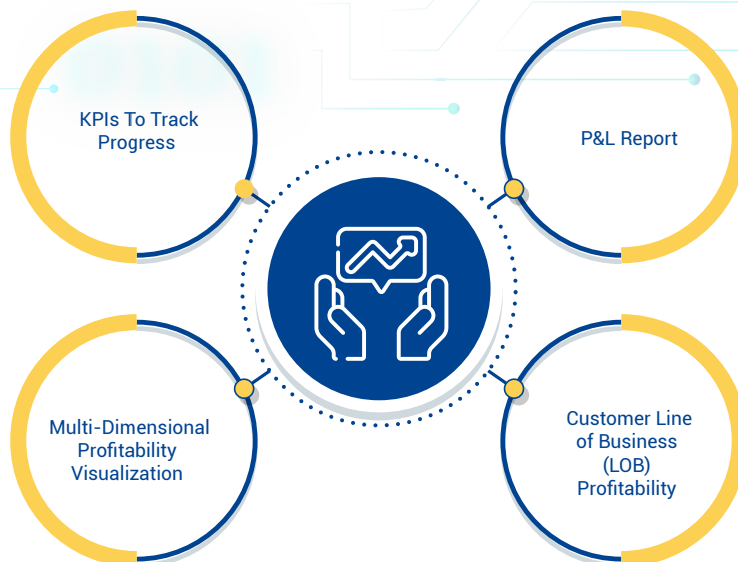 KPIs To Track
Progress
P&L Report
Multi-Dimensional
Profitability
Visualization
Customer Line
of Business
(LOB)
Profitability